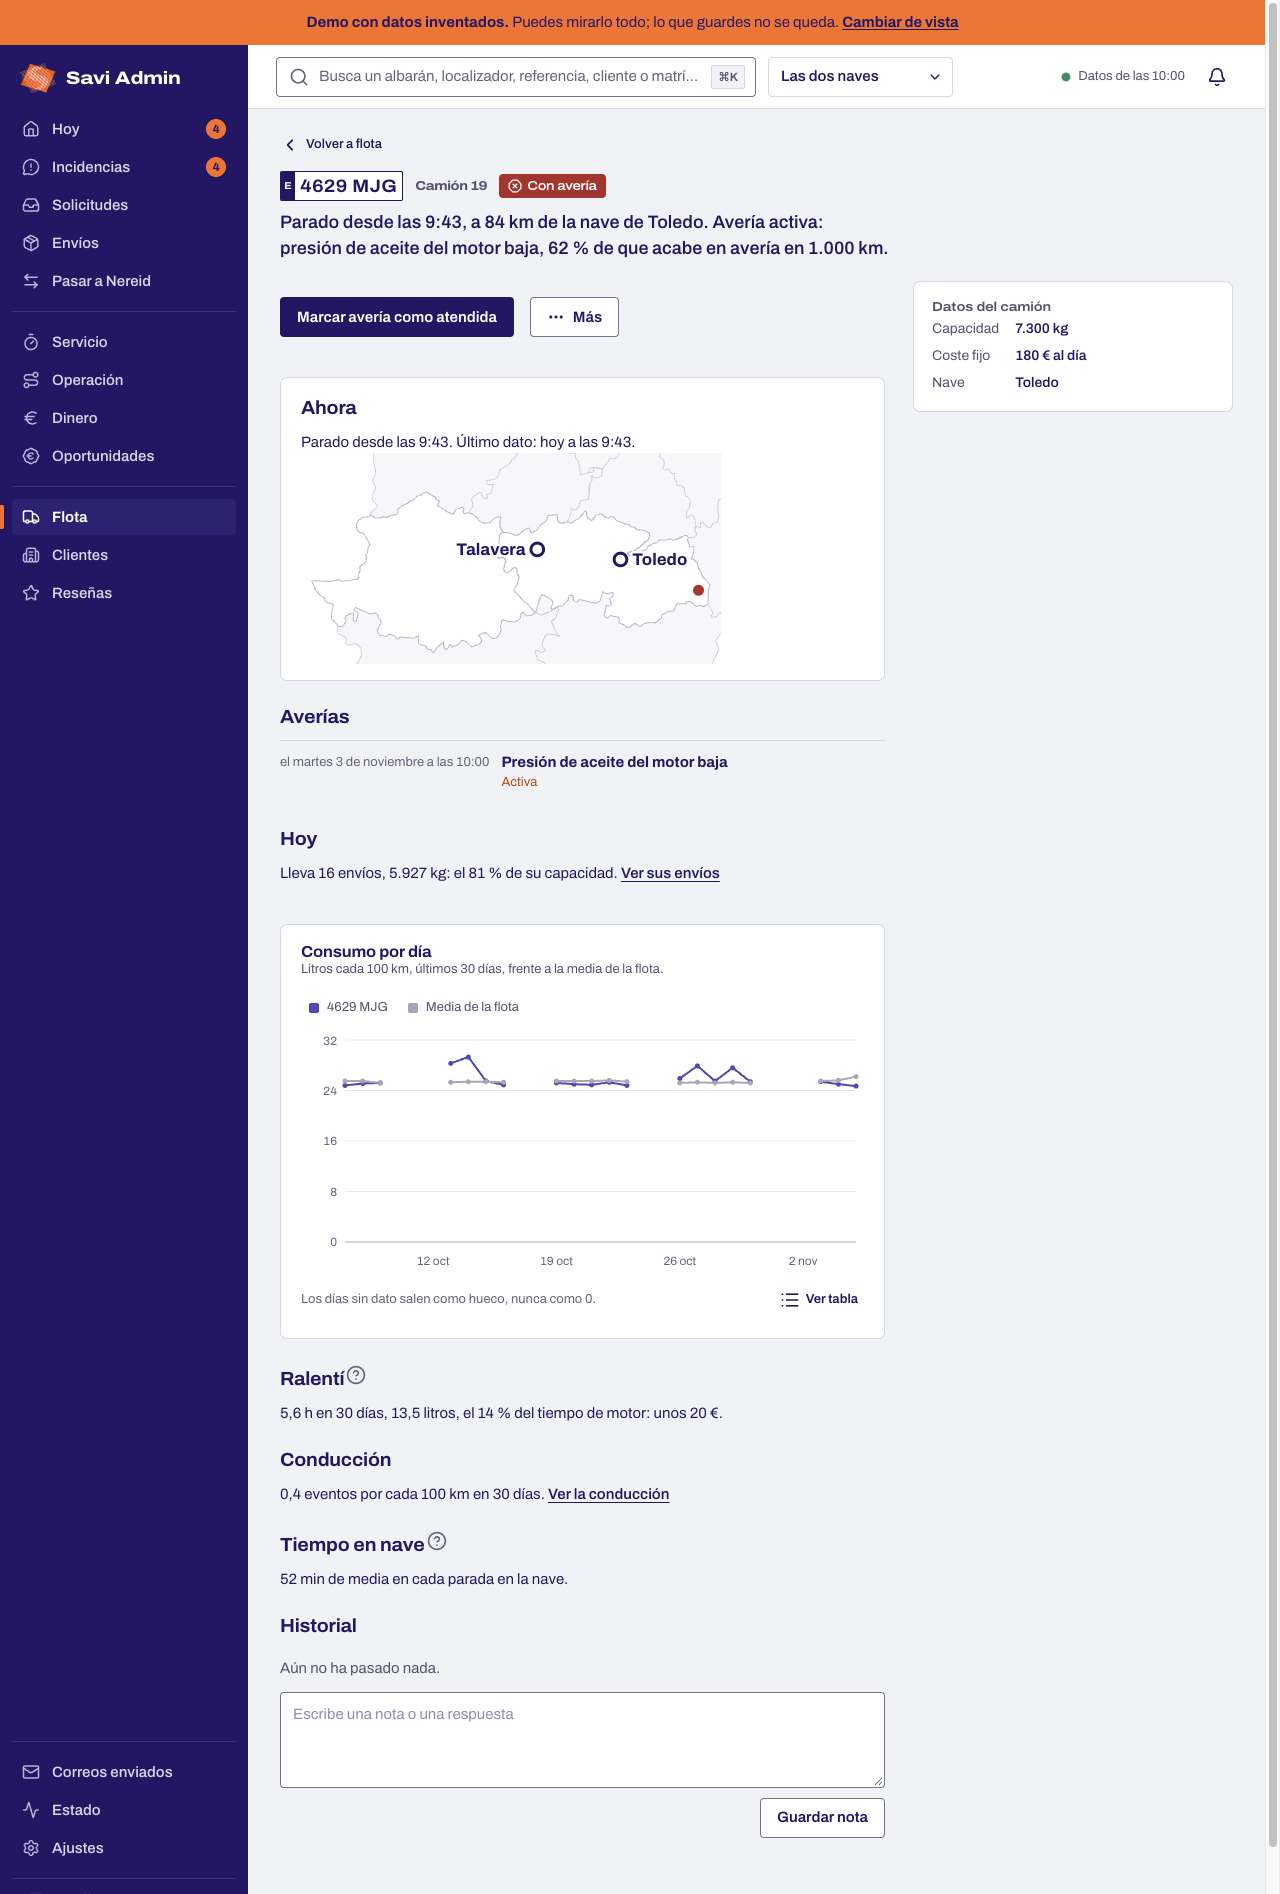 Demo con datos inventados. Puedes mirarlo todo; lo que guardes no se queda. Cambiar de vista
Savi Admin
Busca un albarán, localizador, referencia, cliente o matrí...
⌘K
Las dos naves
Datos de las 10:00
Hoy
4
Incidencias
4
Solicitudes
Envíos
Pasar a Nereid
Servicio
Operación
Dinero
Oportunidades
Flota
Clientes
Reseñas
Correos enviados
Estado
Ajustes
Volver a flota
E 4629 MJG
Camión 19
Con avería
Parado desde las 9:43, a 84 km de la nave de Toledo. Avería activa:
presión de aceite del motor baja, 62 % de que acabe en avería en 1.000 km.
Marcar avería como atendida
Más
Datos del camión
Capacidad 7.300 kg
Coste fijo 180 € al día
Nave Toledo
Ahora
Parado desde las 9:43. Último dato: hoy a las 9:43.
Talavera
Toledo
Averías
el martes 3 de noviembre a las 10:00 Presión de aceite del motor baja
Activa
Hoy
Lleva 16 envíos, 5.927 kg: el 81 % de su capacidad. Ver sus envíos
Consumo por día
Litros cada 100 km, últimos 30 días, frente a la media de la flota.
4629 MJG
Media de la flota
32
24
16
8
0
12 oct
19 oct
26 oct
2 nov
Los días sin dato salen como hueco, nunca como 0.
Ver tabla
Ralentí
5,6 h en 30 días, 13,5 litros, el 14 % del tiempo de motor: unos 20 €.
Conducción
0,4 eventos por cada 100 km en 30 días. Ver la conducción
Tiempo en nave
52 min de media en cada parada en la nave.
Historial
Aún no ha pasado nada.
Escribe una nota o una respuesta
Guardar nota